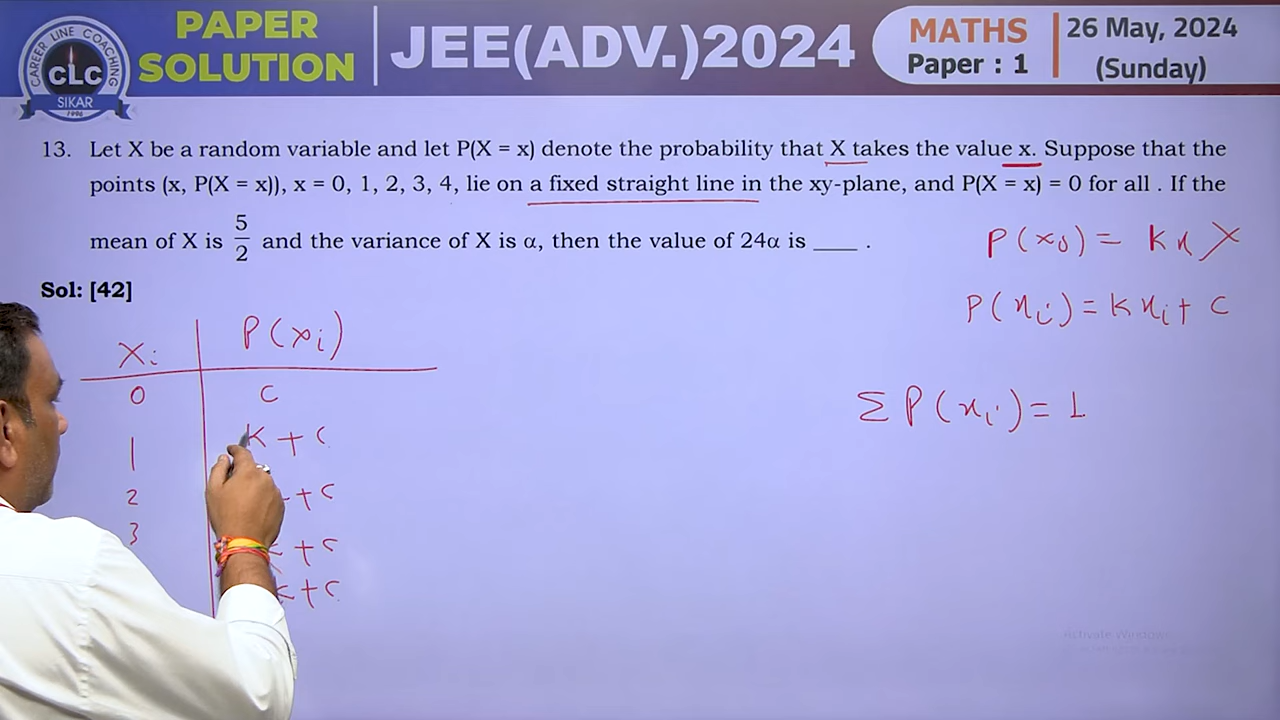 CAREER LINE COACHING
CLC
SIKAR
1996
PAPER
SOLUTION
JEE(ADV.)2024
MATHS
Paper : 1
26 May, 2024
(Sunday)
13. Let X be a random variable and let P(X = x) denote the probability that X takes the value x. Suppose that the
points (x, P(X = x)), x = 0, 1, 2, 3, 4, lie on a fixed straight line in the xy-plane, and P(X = x) = 0 for all . If the
mean of X is 5/2 and the variance of X is α, then the value of 24α is ____ .
Sol: [42]
P(x0) = kx
P(xi) = kxi + c
ΣP(xi) = 1
Xi P(xi)
0 c
1 k + c
2 + c
3 + c
+ c
Activate Windows